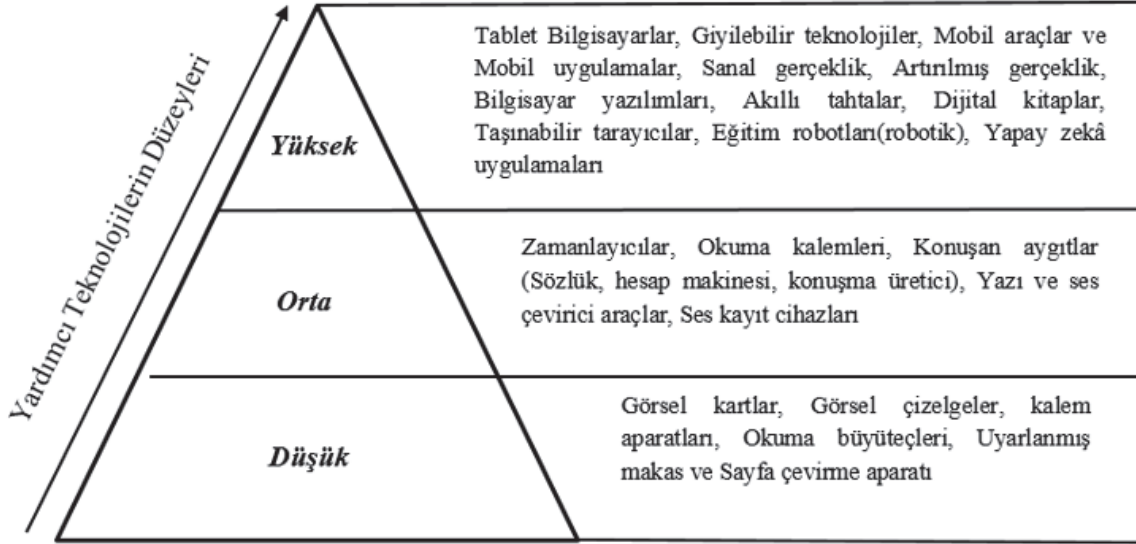 Yardımcı Teknolojilerin Düzeyleri
Yüksek
Tablet Bilgisayarlar, Giyilebilir teknolojiler, Mobil araçlar ve
Mobil uygulamalar, Sanal gerçeklik, Artırılmış gerçeklik,
Bilgisayar yazılımları, Akıllı tahtalar, Dijital kitaplar,
Taşınabilir tarayıcılar, Eğitim robotları(robotik), Yapay zekâ
uygulamaları
Orta
Zamanlayıcılar, Okuma kalemleri, Konuşan aygıtlar
(Sözlük, hesap makinesi, konuşma üretici), Yazı ve ses
çevirici araçlar, Ses kayıt cihazları
Düşük
Görsel kartlar, Görsel çizelgeler, kalem
aparatları, Okuma büyüteçleri, Uyarlanmış
makas ve Sayfa çevirme aparatı